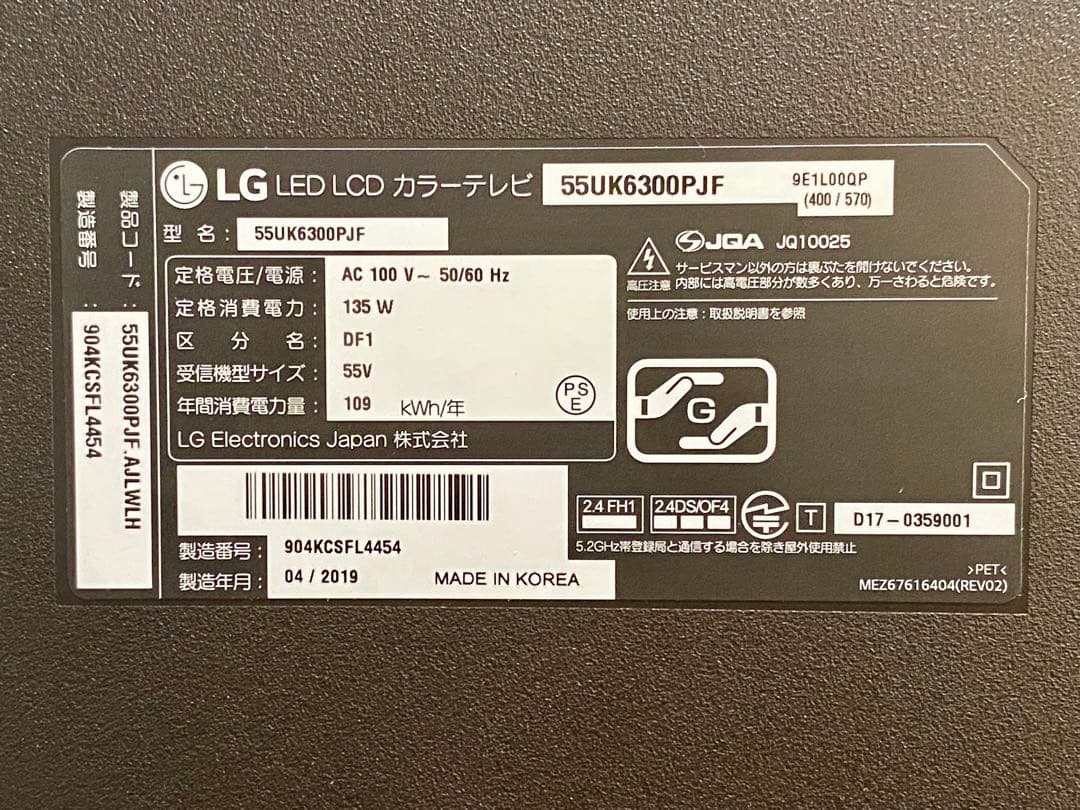 製品コード : 55UK6300PJF.AJLWLH
製造番号 : 904KCSFL4454
LG LED LCD カラーテレビ 55UK6300PJF 9E1L00QP
(400 / 570)
型 名 : 55UK6300PJF
定格電圧/電源 : AC 100 V~ 50/60 Hz
定格消費電力 : 135 W
区 分 名 : DF1
受信機型サイズ : 55V
年間消費電力量 : 109 kWh/年
PS
E
LG Electronics Japan 株式会社
JQA JQ10025
高圧注意
サービスマン以外の方は裏ぶたを開けないでください。
内部には高電圧部分が数多くあり、万一さわると危険です。
使用上の注意 : 取扱説明書を参照
G
製造番号 : 904KCSFL4454
製造年月 : 04 / 2019 MADE IN KOREA
2.4 FH1 2.4DS/OF4 T D17-0359001
5.2GHz帯登録局と通信する場合を除き屋外使用禁止
>PET<
MEZ67616404(REV02)